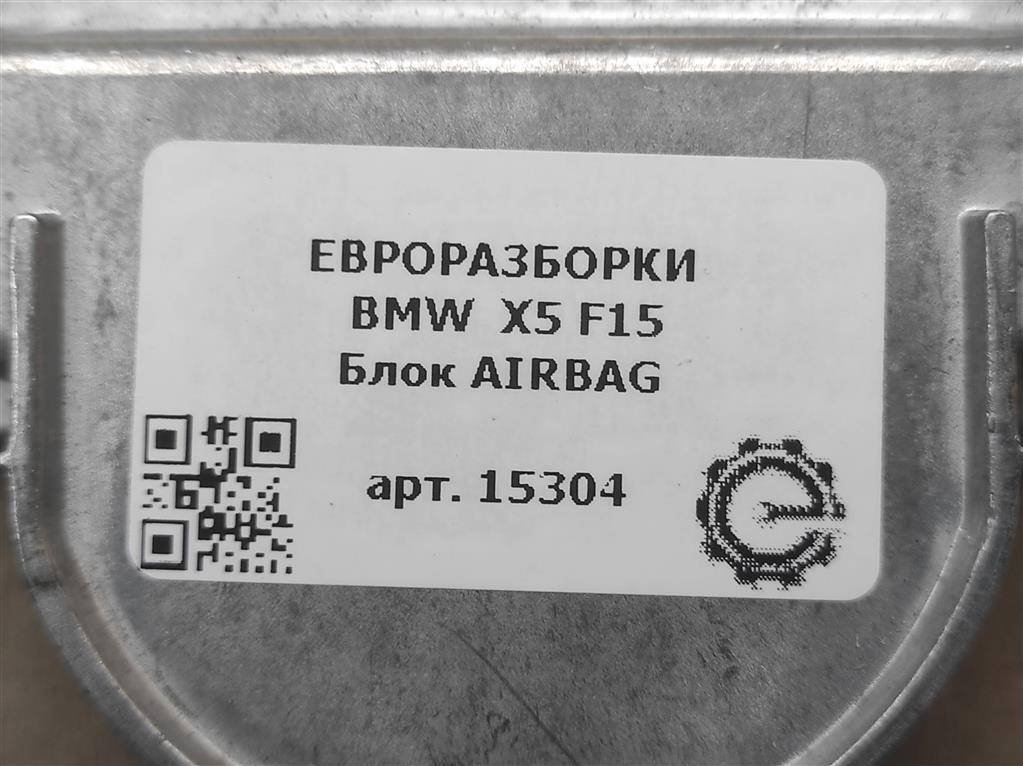 ЕВРОРАЗБОРКИ
BMW X5 F15
Блок AIRBAG
арт. 15304